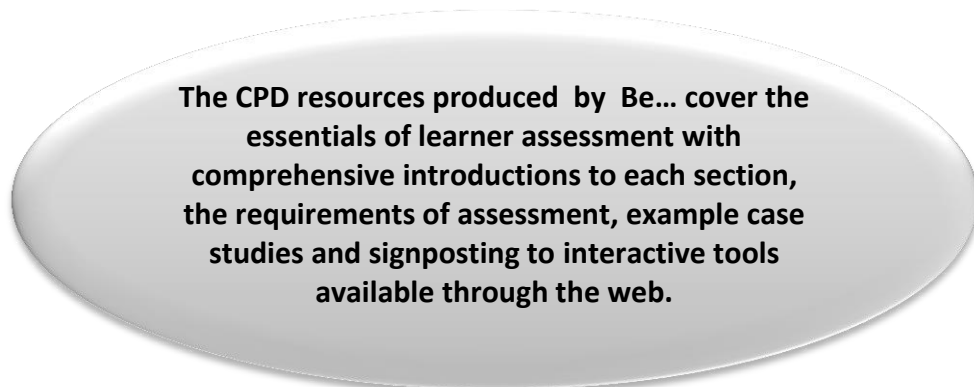 The CPD resources produced by Be... cover the
essentials of learner assessment with
comprehensive introductions to each section,
the requirements of assessment, example case
studies and signposting to interactive tools
available through the web.